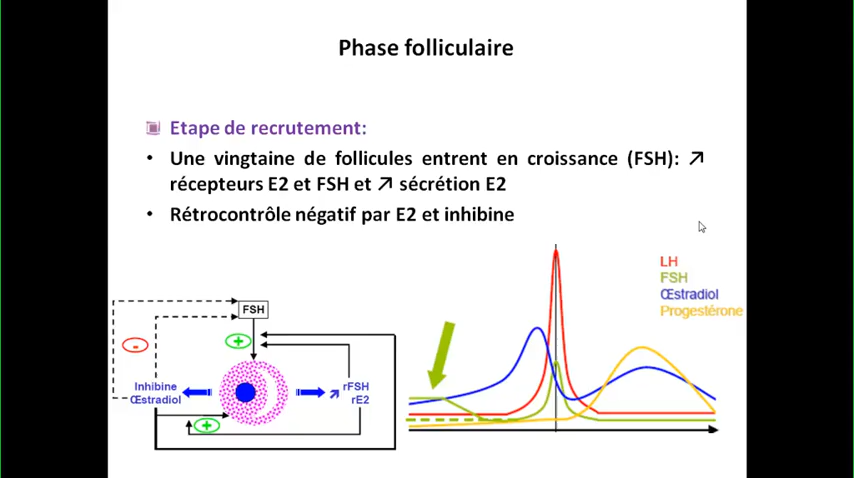 Phase folliculaire
Etape de recrutement:
• Une vingtaine de follicules entrent en croissance (FSH): ↗
récepteurs E2 et FSH et ↗ sécrétion E2
• Rétrocontrôle négatif par E2 et inhibine
LH
FSH
Œstradiol
Progestérone
FSH
+
-
Inhibine
Œstradiol
↗ rFSH
rE2
+